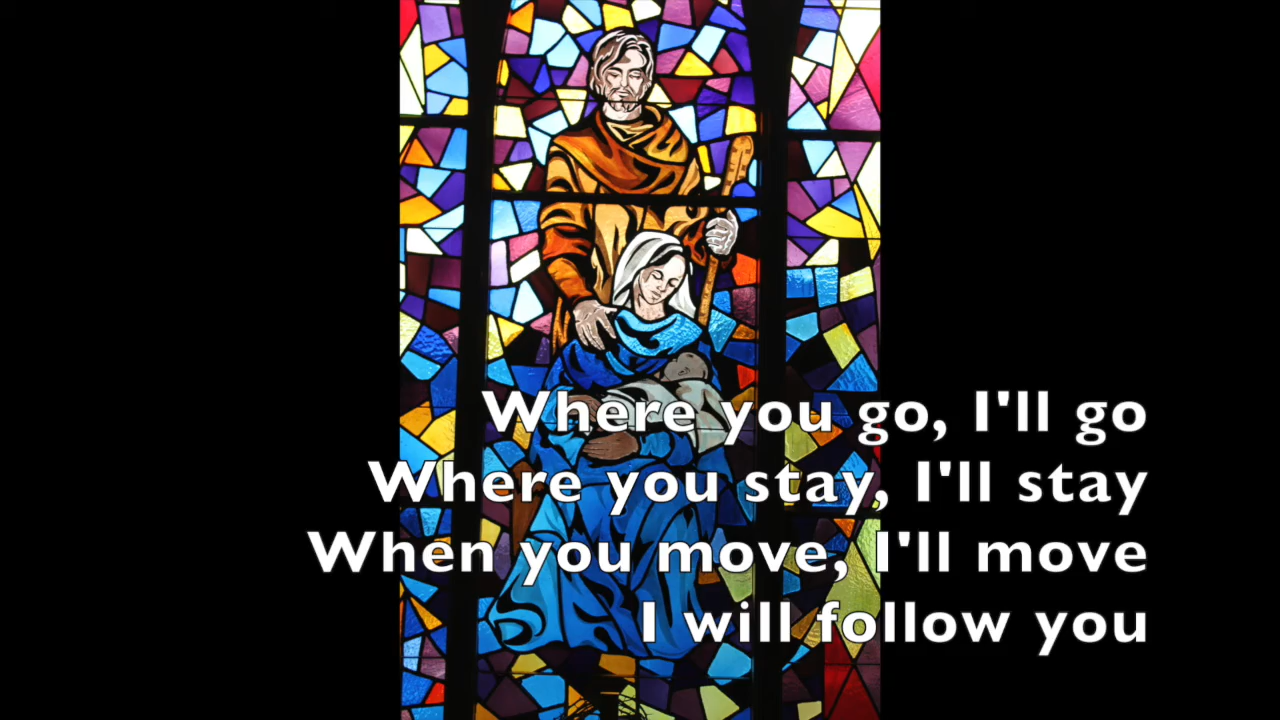 Where you go, I'll go
Where you stay, I'll stay
When you move, I'll move
I will follow you